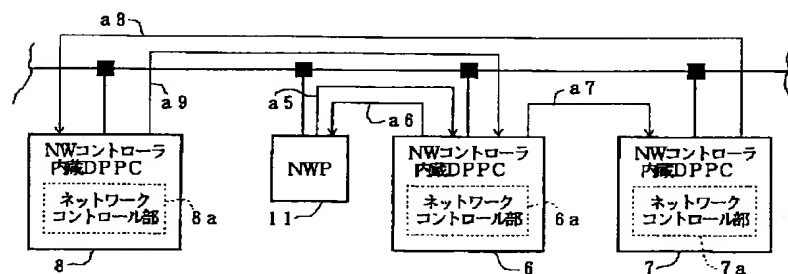 a8
a9
a5
a6
a7
NWコントローラ
内蔵DPPC
ネットワーク
コントロール部
8a
8
NWP
11
NWコントローラ
内蔵DPPC
ネットワーク
コントロール部
6a
6
NWコントローラ
内蔵DPPC
ネットワーク
コントロール部
7
7a